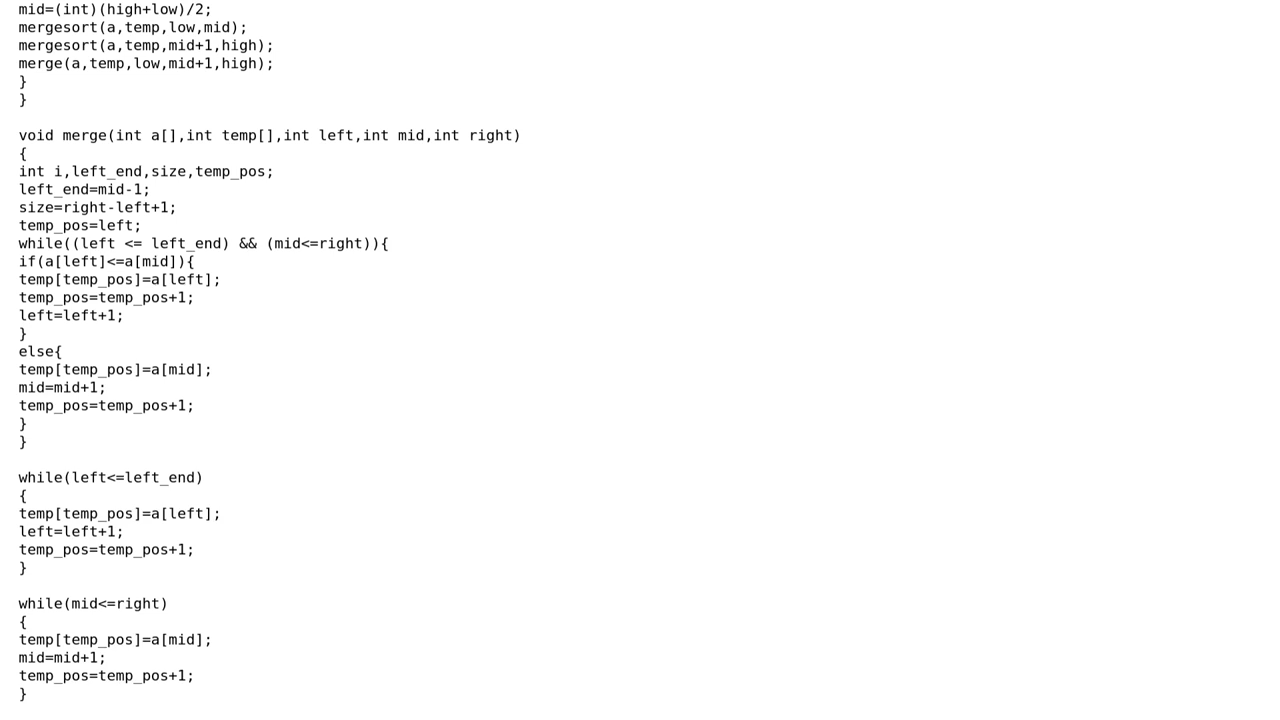 mid=(int)(high+low)/2;
mergesort(a,temp,low,mid);
mergesort(a,temp,mid+1,high);
merge(a,temp,low,mid+1,high);
}
}

void merge(int a[],int temp[],int left,int mid,int right)
{
int i,left_end,size,temp_pos;
left_end=mid-1;
size=right-left+1;
temp_pos=left;
while((left <= left_end) && (mid<=right)){
if(a[left]<=a[mid]){
temp[temp_pos]=a[left];
temp_pos=temp_pos+1;
left=left+1;
}
else{
temp[temp_pos]=a[mid];
mid=mid+1;
temp_pos=temp_pos+1;
}
}

while(left<=left_end)
{
temp[temp_pos]=a[left];
left=left+1;
temp_pos=temp_pos+1;
}

while(mid<=right)
{
temp[temp_pos]=a[mid];
mid=mid+1;
temp_pos=temp_pos+1;
}